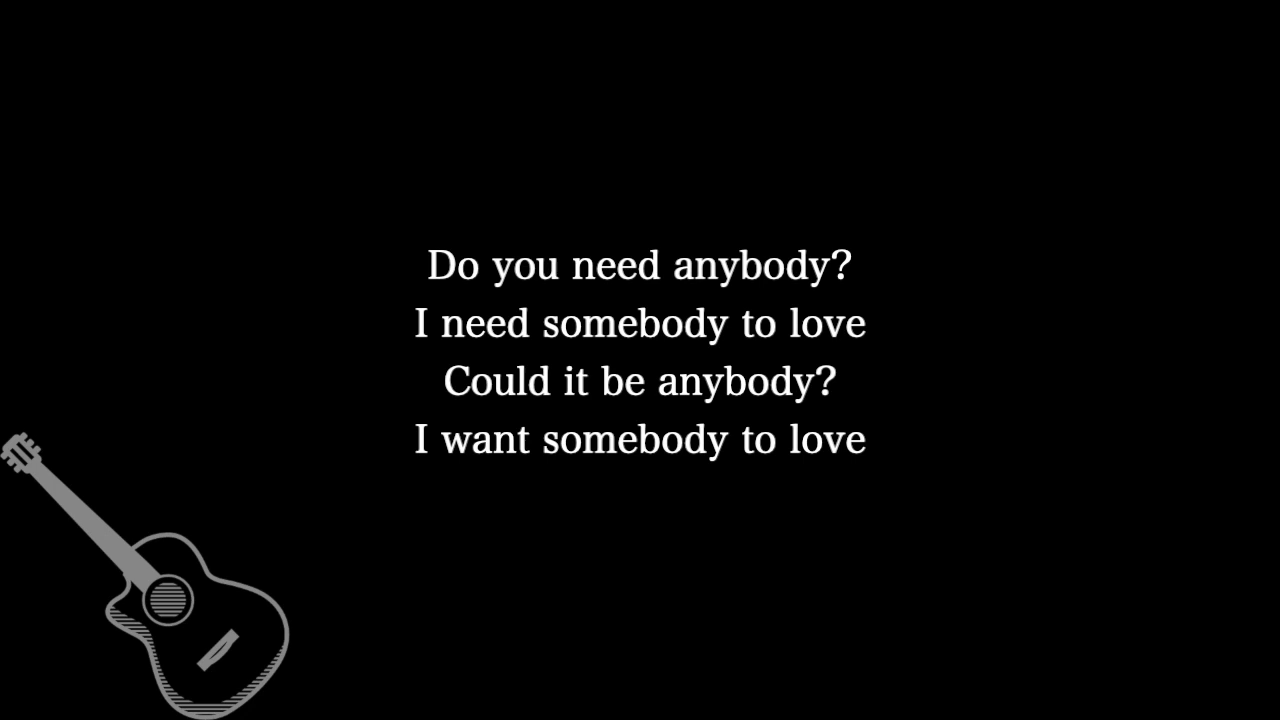 Do you need anybody?
I need somebody to love
Could it be anybody?
I want somebody to love